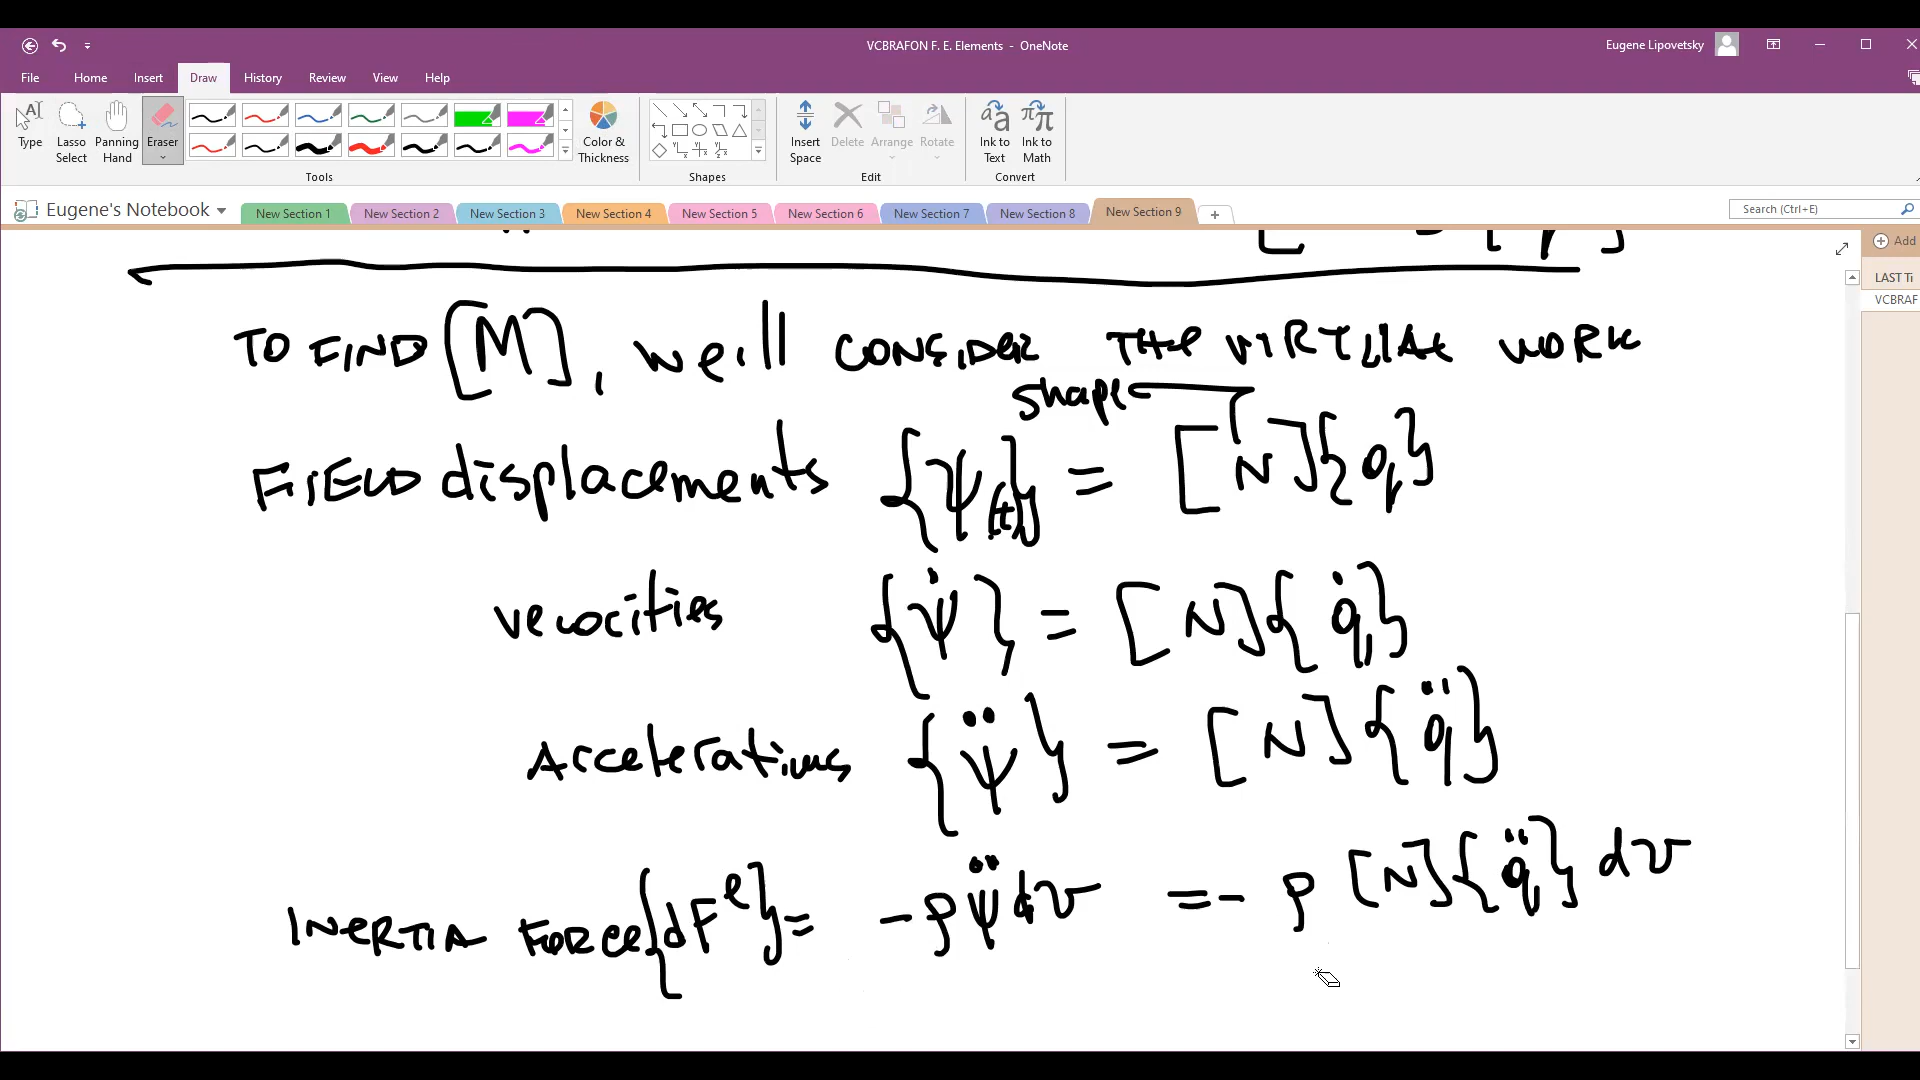 VCBRAFON F. E. Elements - OneNote
Eugene Lipovetsky
File Home Insert Draw History Review View Help
Type
Lasso Select
Panning Hand
Eraser
Color & Thickness
Insert Space
Delete
Arrange
Rotate
Ink to Text
Ink to Math
Tools Shapes Edit Convert
Eugene's Notebook New Section 1 New Section 2 New Section 3 New Section 4 New Section 5 New Section 6 New Section 7 New Section 8 New Section 9 Search (Ctrl+E)
Add
LAST Ti
VCBRAF
TO FIND [M], we'll CONSIDER THE VIRTUAL WORK
shape
FIELD displacements {ψ(t)} = [N]{q}
velocities {ψ̇} = [N]{q̇}
Accelerations {ψ̈} = [N]{q̈}
INERTIA FORCE {dF^e} = -ρψ̈dv = -ρ[N]{q̈}dv